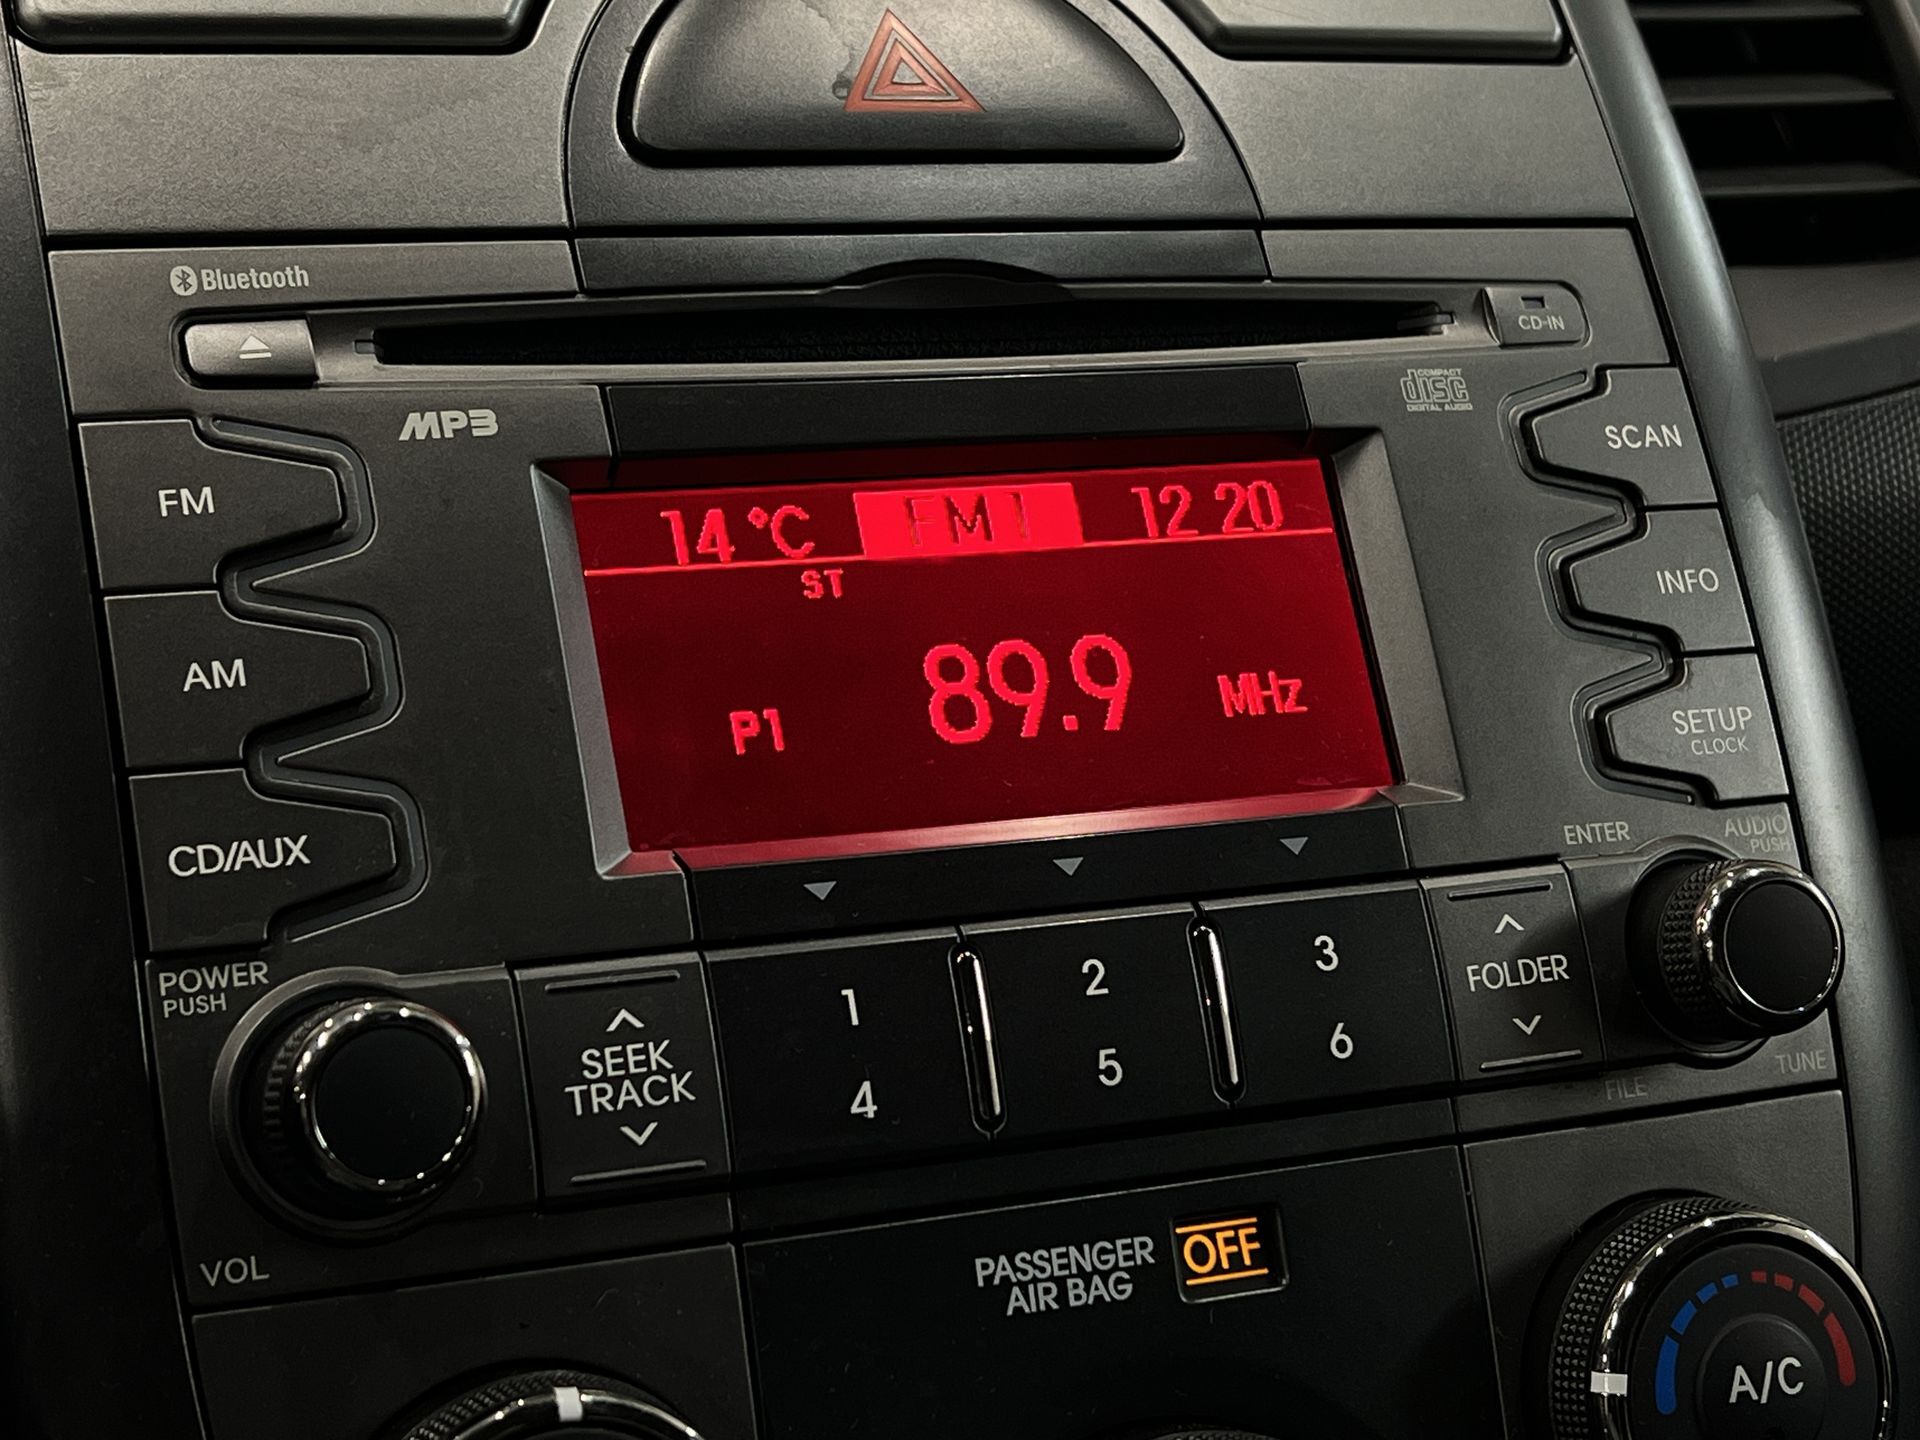 Bluetooth
CD-IN
MP3
COMPACT
disc
DIGITAL AUDIO
SCAN
FM
14 °C FM1 12 20
ST
INFO
AM
P1 89.9 MHz
SETUP
CLOCK
CD/AUX
ENTER
AUDIO
PUSH
POWER
PUSH
SEEK
TRACK
1 2 3
4 5 6
FOLDER
FILE
TUNE
VOL
PASSENGER
AIR BAG
OFF
A/C